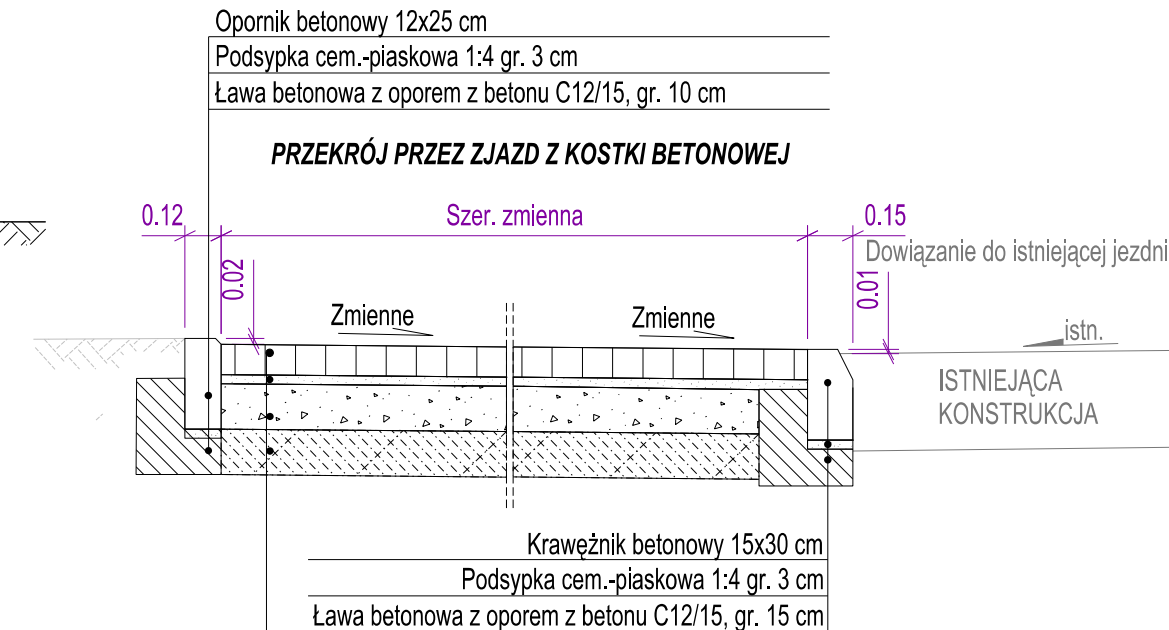 Opornik betonowy 12x25 cm
Podsypka cem.-piaskowa 1:4 gr. 3 cm
Ława betonowa z oporem z betonu C12/15, gr. 10 cm
PRZEKRÓJ PRZEZ ZJAZD Z KOSTKI BETONOWEJ
0.12
Szer. zmienna
0.15
Dowiązanie do istniejącej jezdni
0.02
0.01
Zmienne
Zmienne
istn.
ISTNIEJĄCA
KONSTRUKCJA
Krawężnik betonowy 15x30 cm
Podsypka cem.-piaskowa 1:4 gr. 3 cm
Ława betonowa z oporem z betonu C12/15, gr. 15 cm